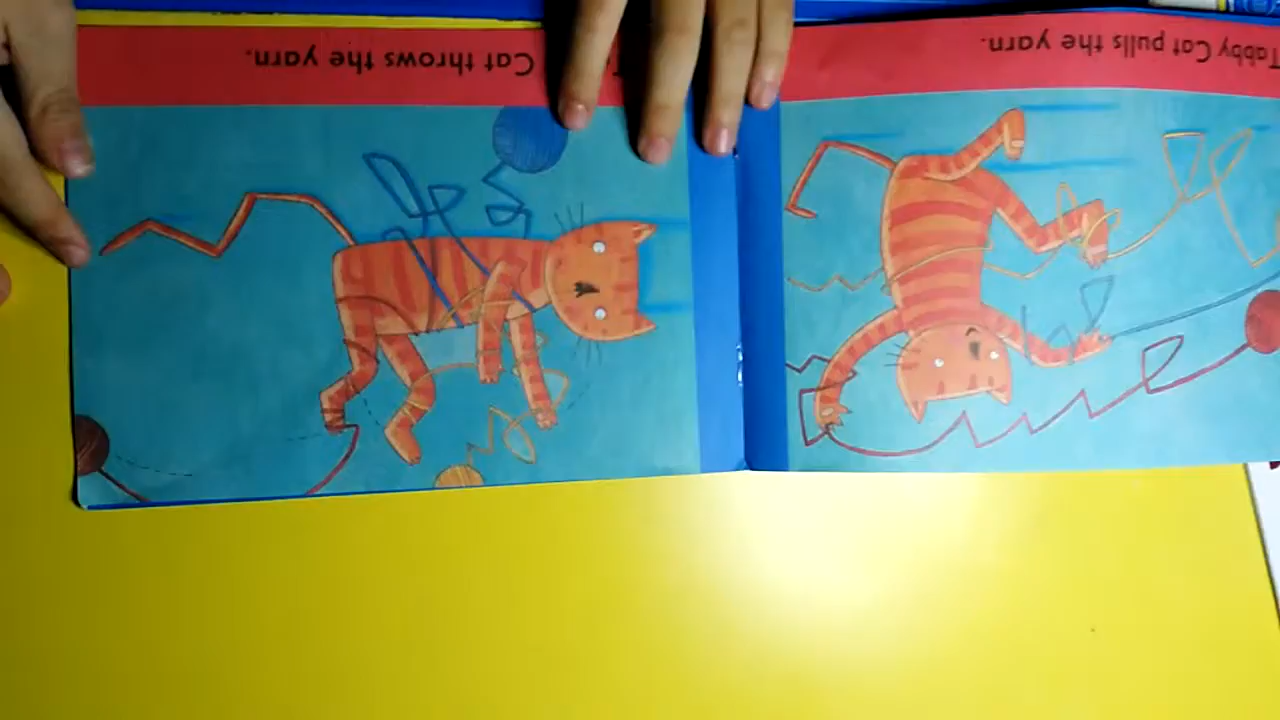 Tabby Cat pulls the yarn.
Cat throws the yarn.